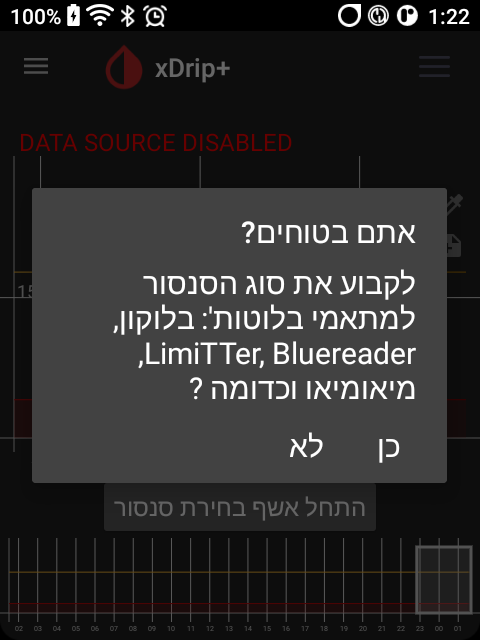 100% 1:22
xDrip+
DATA SOURCE DISABLED
אתם בטוחים?
לקבוע את סוג הסנסור
למתאמי בלוטות': בלוקון,
LimiTTer, Bluereader,
מיאומיאו וכדומה ?
כן לא
התחל אשף בחירת סנסור
02 03 04 05 06 07 08 09 10 11 12 13 14 15 16 17 18 19 20 21 22 23 00 01